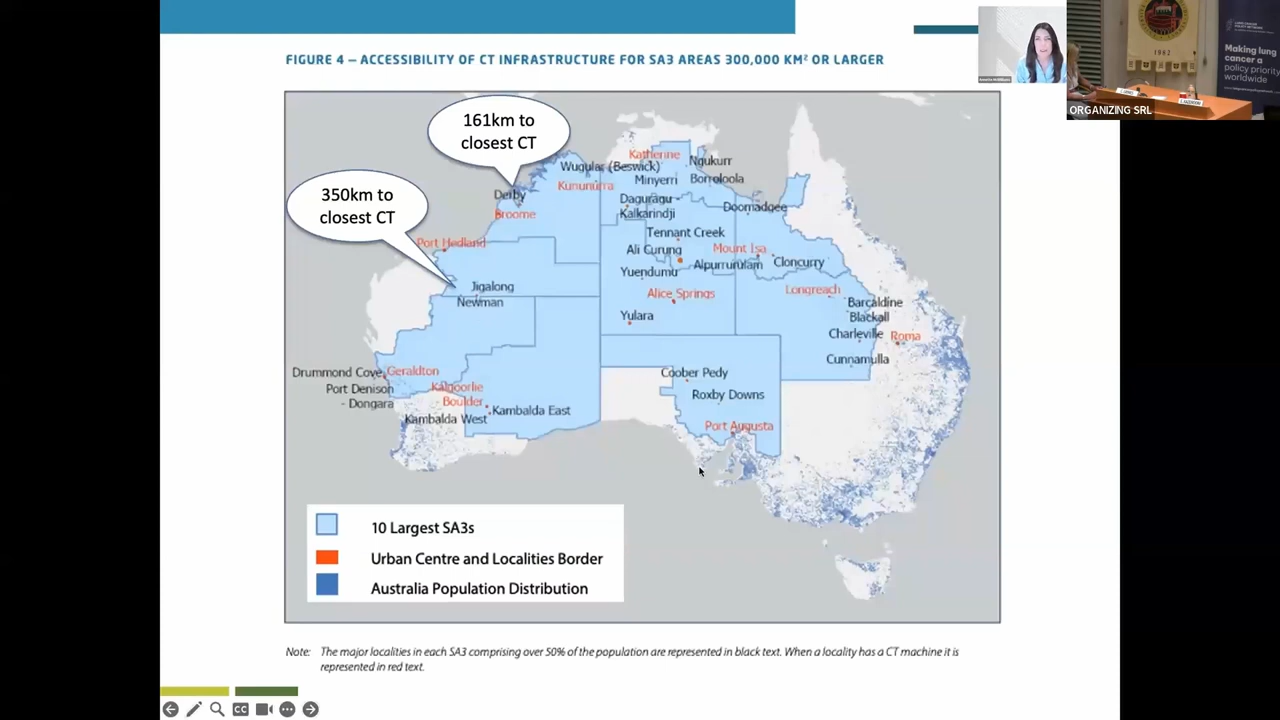 FIGURE 4 – ACCESSIBILITY OF CT INFRASTRUCTURE FOR SA3 AREAS 300,000 KM² OR LARGER
161km to
closest CT
350km to
closest CT
Katherine
Wugular (Beswick)
Ngukurr
Kununurra
Minyerri
Borroloola
Derby
Daguragu
Doomadgee
Broome
Kalkarindji
Tennant Creek
Port Hedland
Ali Curung
Mount Isa
Alpurrurulam
Cloncurry
Yuendumu
Jigalong
Alice Springs
Longreach
Newman
Barcaldine
Yulara
Blackall
Charleville
Roma
Cunnamulla
Drummond Cove
Geraldton
Coober Pedy
Port Denison
- Dongara
Kalgoorlie
Boulder
Roxby Downs
Kambalda East
Kambalda West
Port Augusta
10 Largest SA3s
Urban Centre and Localities Border
Australia Population Distribution
Note: The major localities in each SA3 comprising over 50% of the population are represented in black text. When a locality has a CT machine it is
represented in red text.
CC
ORGANIZING SRL
1962
Making lung
cancer a
policy priority
worldwide